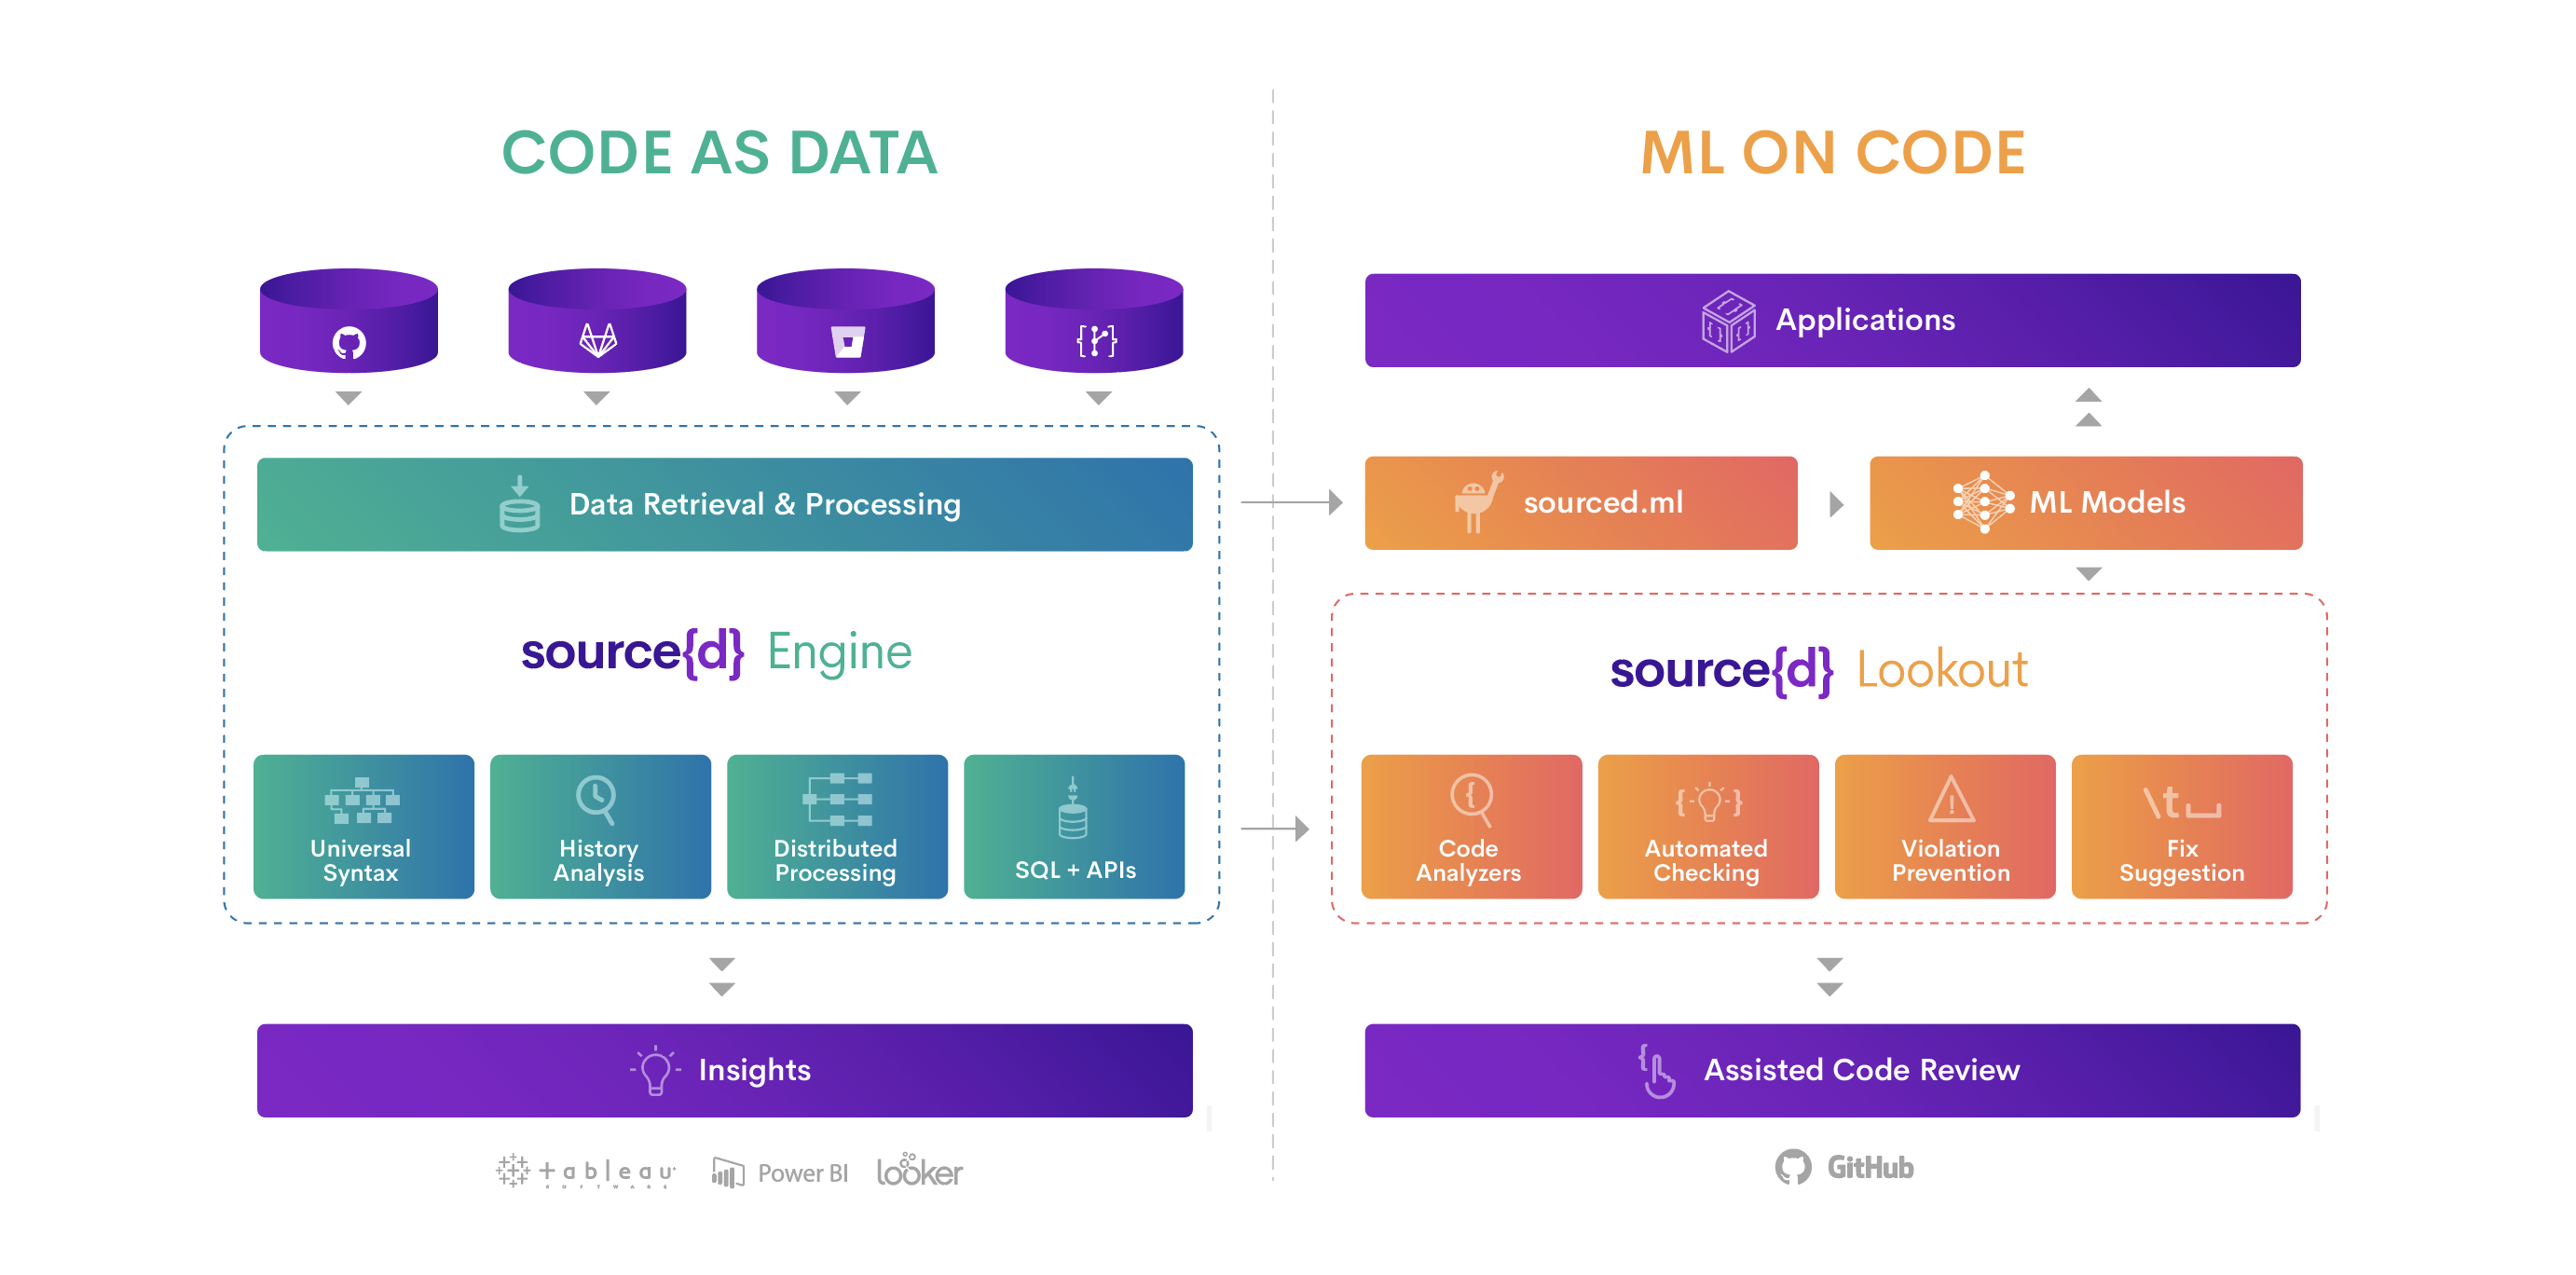 CODE AS DATA
ML ON CODE
Applications
Data Retrieval & Processing
sourced.ml
ML Models
source{d} Engine
source{d} Lookout
Universal
Syntax
History
Analysis
Distributed
Processing
SQL + APIs
Code
Analyzers
Automated
Checking
Violation
Prevention
\t
Fix
Suggestion
Insights
Assisted Code Review
+ableau
SOFTWARE
Power BI
looker
GitHub